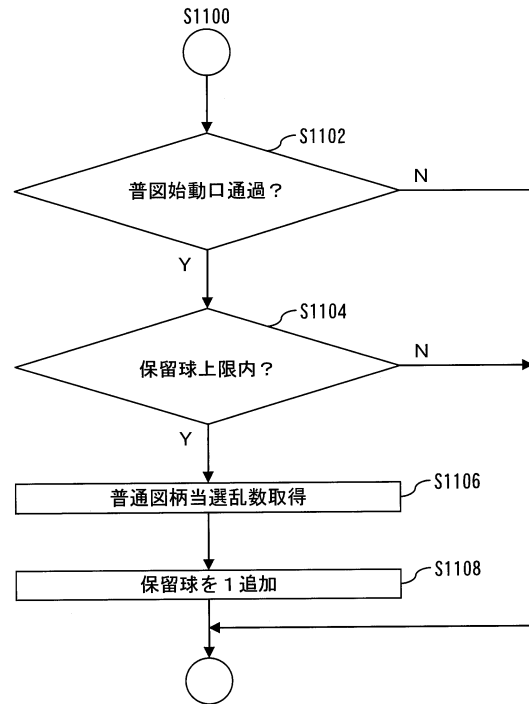 S1100
S1102
普図始動口通過？
N
Y
S1104
保留球上限内？
N
Y
S1106
普通図柄当選乱数取得
S1108
保留球を１追加